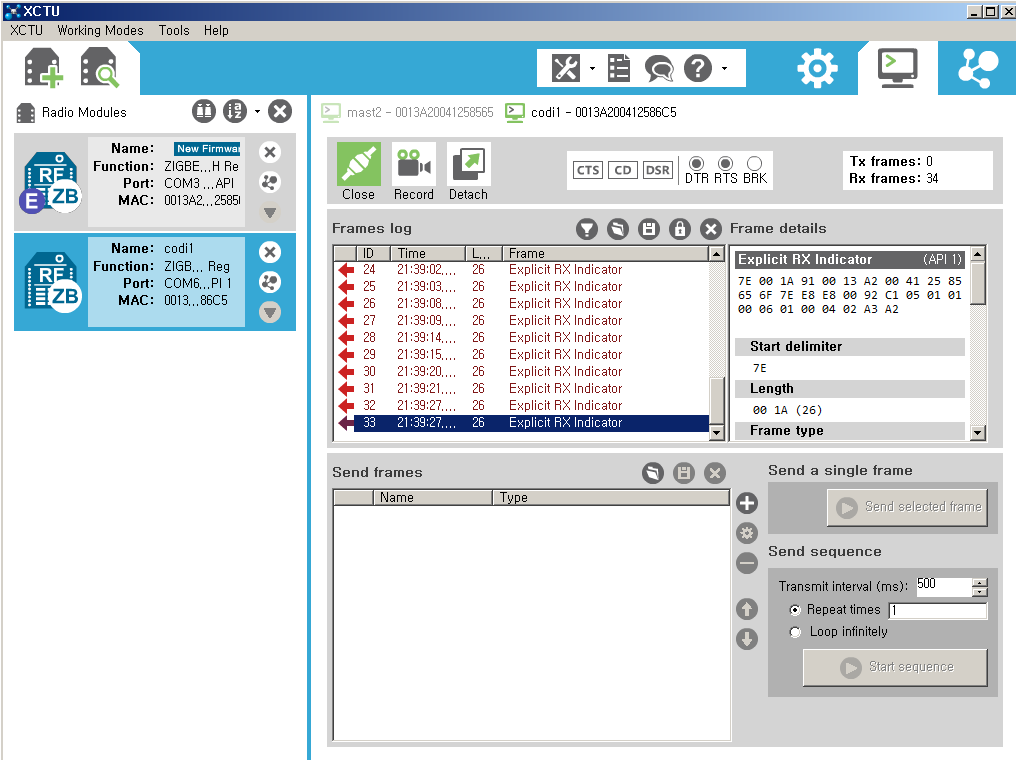 XCTU
XCTU Working Modes Tools Help
Radio Modules
mast2 - 0013A20041258565
codi1 - 0013A200412586C5
Name: New Firmwar
Function: ZIGBE...H Re
Port: COM3 ...API
MAC: 0013A2...2585
RF
ZB
E
Name: codi1
Function: ZIGB... Reg
Port: COM6...PI 1
MAC: 0013...86C5
RF
ZB
Close
Record
Detach
CTS CD DSR
DTR RTS BRK
Tx frames: 0
Rx frames: 34
Frames log
ID Time L... Frame
24 21:39:02.... 26 Explicit RX Indicator
25 21:39:03.... 26 Explicit RX Indicator
26 21:39:08.... 26 Explicit RX Indicator
27 21:39:09.... 26 Explicit RX Indicator
28 21:39:14.... 26 Explicit RX Indicator
29 21:39:15.... 26 Explicit RX Indicator
30 21:39:20.... 26 Explicit RX Indicator
31 21:39:21.... 26 Explicit RX Indicator
32 21:39:27.... 26 Explicit RX Indicator
33 21:39:27.... 26 Explicit RX Indicator
Frame details
Explicit RX Indicator (API 1)
7E 00 1A 91 00 13 A2 00 41 25 85
65 6F 7E E8 E8 00 92 C1 05 01 01
00 06 01 00 04 02 A3 A2
Start delimiter
7E
Length
00 1A (26)
Frame type
Send frames
Name Type
Send a single frame
Send selected frame
Send sequence
Transmit interval (ms): 500
Repeat times 1
Loop infinitely
Start sequence